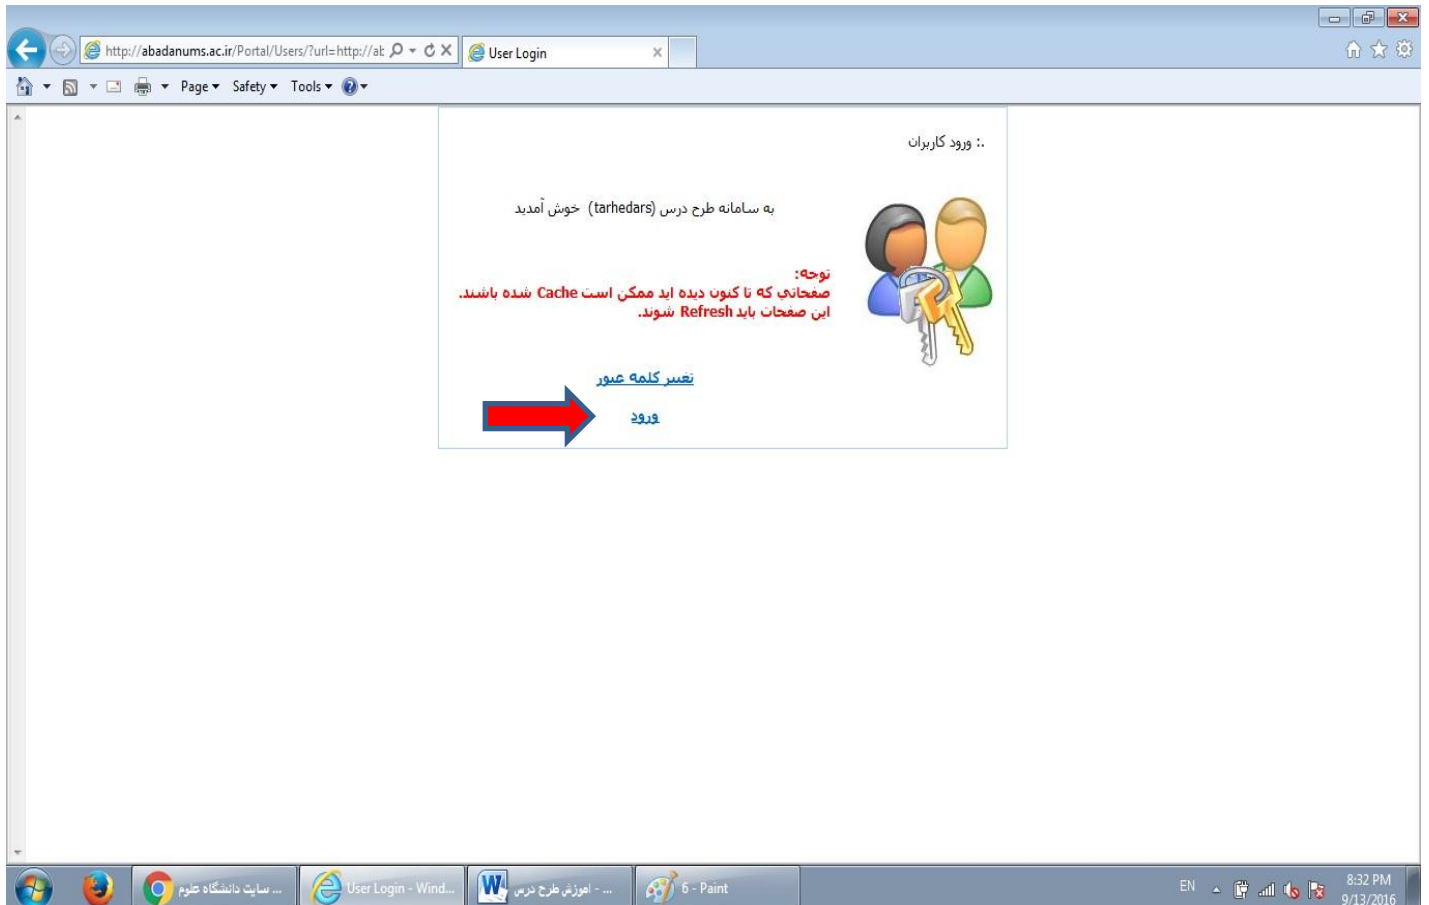 http://abadanums.ac.ir/Portal/Users/?url=http://ab
User Login
Page
Safety
Tools
.: ورود کاربران
به سامانه طرح درس (tarhedars) خوش آمدید
توجه:
صفحاتی که تا کنون دیده اید ممکن است Cache شده باشند.
این صفحات باید Refresh شوند.
تغییر کلمه عبور
ورود
سایت دانشگاه علوم ...
User Login - Wind...
اموزش طرح درس - ...
6 - Paint
EN
8:32 PM
9/13/2016